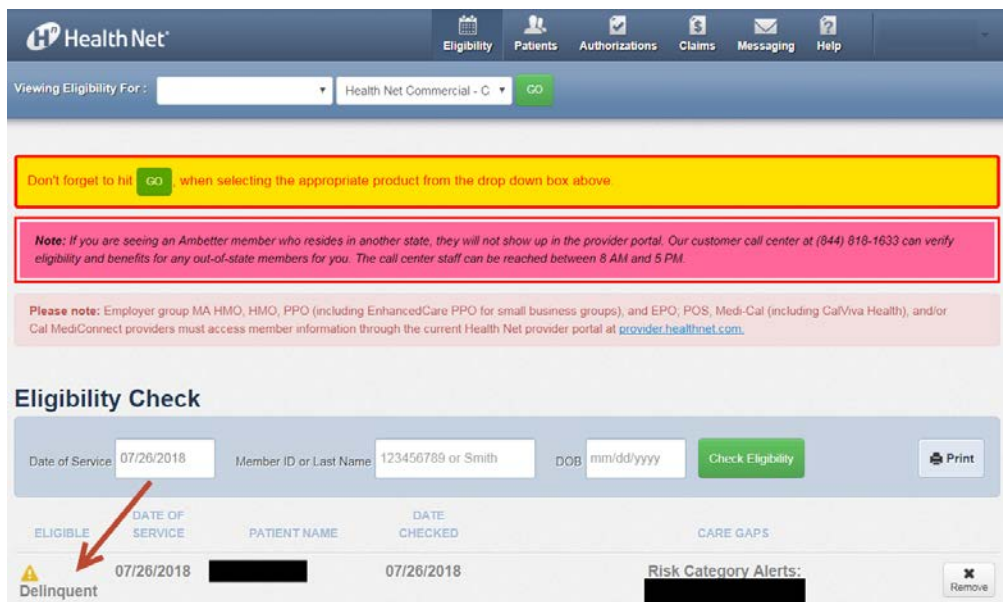 Health Net
Eligibility Patients Authorizations Claims Messaging Help
Viewing Eligibility For : Health Net Commercial - C GO
Don't forget to hit GO , when selecting the appropriate product from the drop down box above.
Note: If you are seeing an Ambetter member who resides in another state, they will not show up in the provider portal. Our customer call center at (844) 818-1633 can verify
eligibility and benefits for any out-of-state members for you. The call center staff can be reached between 8 AM and 5 PM.
Please note: Employer group MA HMO, HMO, PPO (including EnhancedCare PPO for small business groups), and EPO; POS, Medi-Cal (including CalViva Health), and/or
Cal MediConnect providers must access member information through the current Health Net provider portal at provider.healthnet.com.
Eligibility Check
Date of Service 07/26/2018 Member ID or Last Name 123456789 or Smith DOB mm/dd/yyyy Check Eligibility Print
ELIGIBLE DATE OF SERVICE PATIENT NAME DATE CHECKED CARE GAPS
Delinquent 07/26/2018 07/26/2018 Risk Category Alerts: Remove